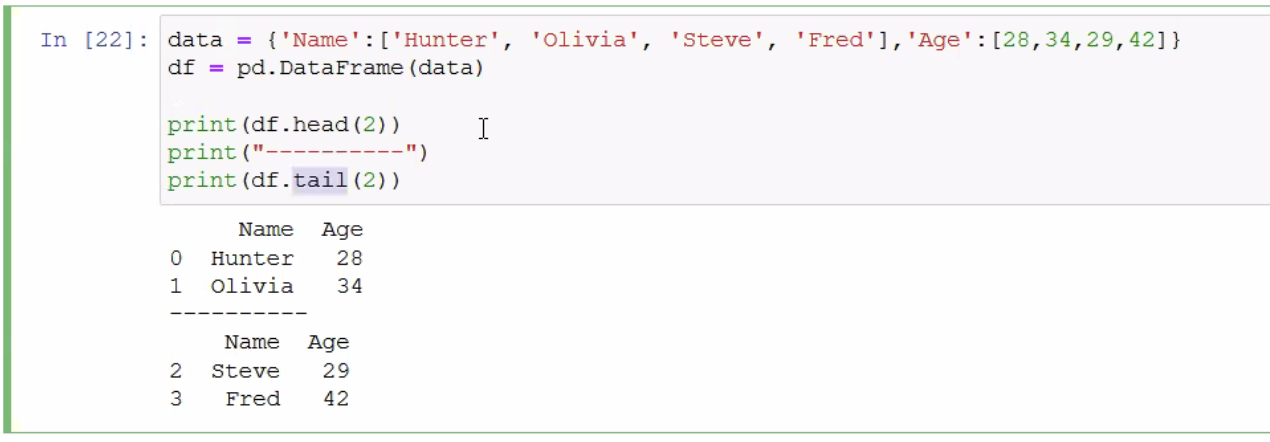 In [22]: data = {'Name':['Hunter', 'Olivia', 'Steve', 'Fred'],'Age':[28,34,29,42]}
df = pd.DataFrame(data)
print(df.head(2))
print("----------")
print(df.tail(2))
Name Age
0 Hunter 28
1 Olivia 34
----------
Name Age
2 Steve 29
3 Fred 42